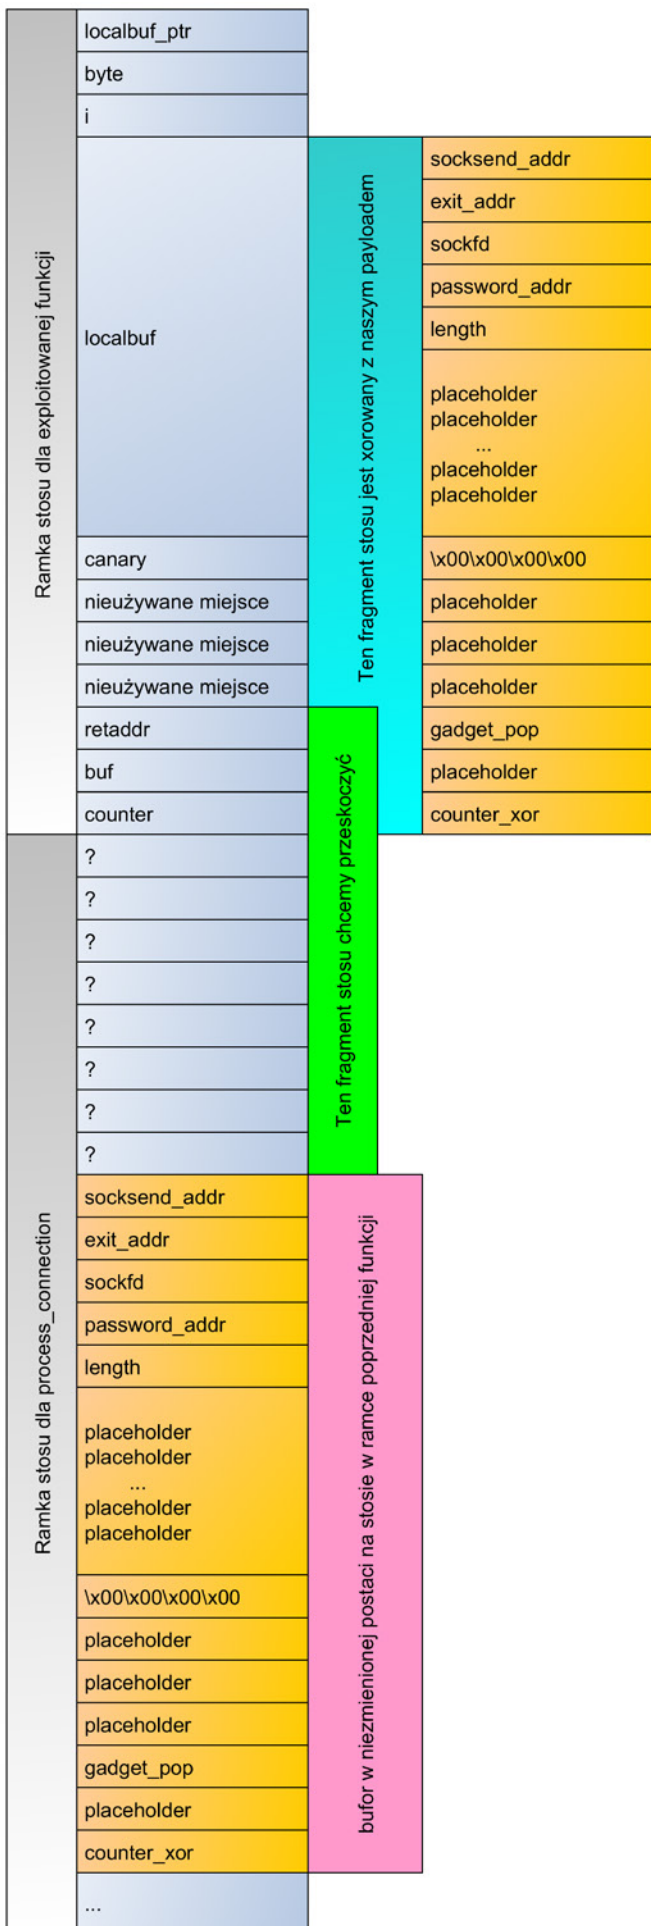 Ramka stosu dla exploitowanej funkcji
localbuf_ptr
byte
i
localbuf
canary
nieużywane miejsce
nieużywane miejsce
nieużywane miejsce
retaddr
buf
counter
Ten fragment stosu jest xorowany z naszym payloadem
socksend_addr
exit_addr
sockfd
password_addr
length
placeholder
placeholder
...
placeholder
placeholder
\x00\x00\x00\x00
placeholder
placeholder
placeholder
gadget_pop
placeholder
counter_xor
Ten fragment stosu chcemy przeskoczyć
Ramka stosu dla process_connection
?
?
?
?
?
?
?
?
socksend_addr
exit_addr
sockfd
password_addr
length
placeholder
placeholder
...
placeholder
placeholder
\x00\x00\x00\x00
placeholder
placeholder
placeholder
gadget_pop
placeholder
counter_xor
...
bufor w niezmienionej postaci na stosie w ramce poprzedniej funkcji